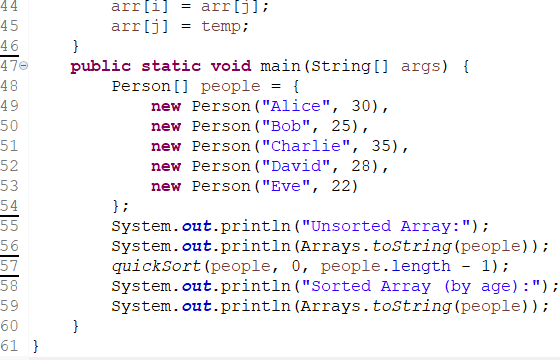 44 arr[i] = arr[j];
45 arr[j] = temp;
46 }
47 public static void main(String[] args) {
48 Person[] people = {
49 new Person("Alice", 30),
50 new Person("Bob", 25),
51 new Person("Charlie", 35),
52 new Person("David", 28),
53 new Person("Eve", 22)
54 };
55 System.out.println("Unsorted Array:");
56 System.out.println(Arrays.toString(people));
57 quickSort(people, 0, people.length - 1);
58 System.out.println("Sorted Array (by age):");
59 System.out.println(Arrays.toString(people));
60 }
61 }